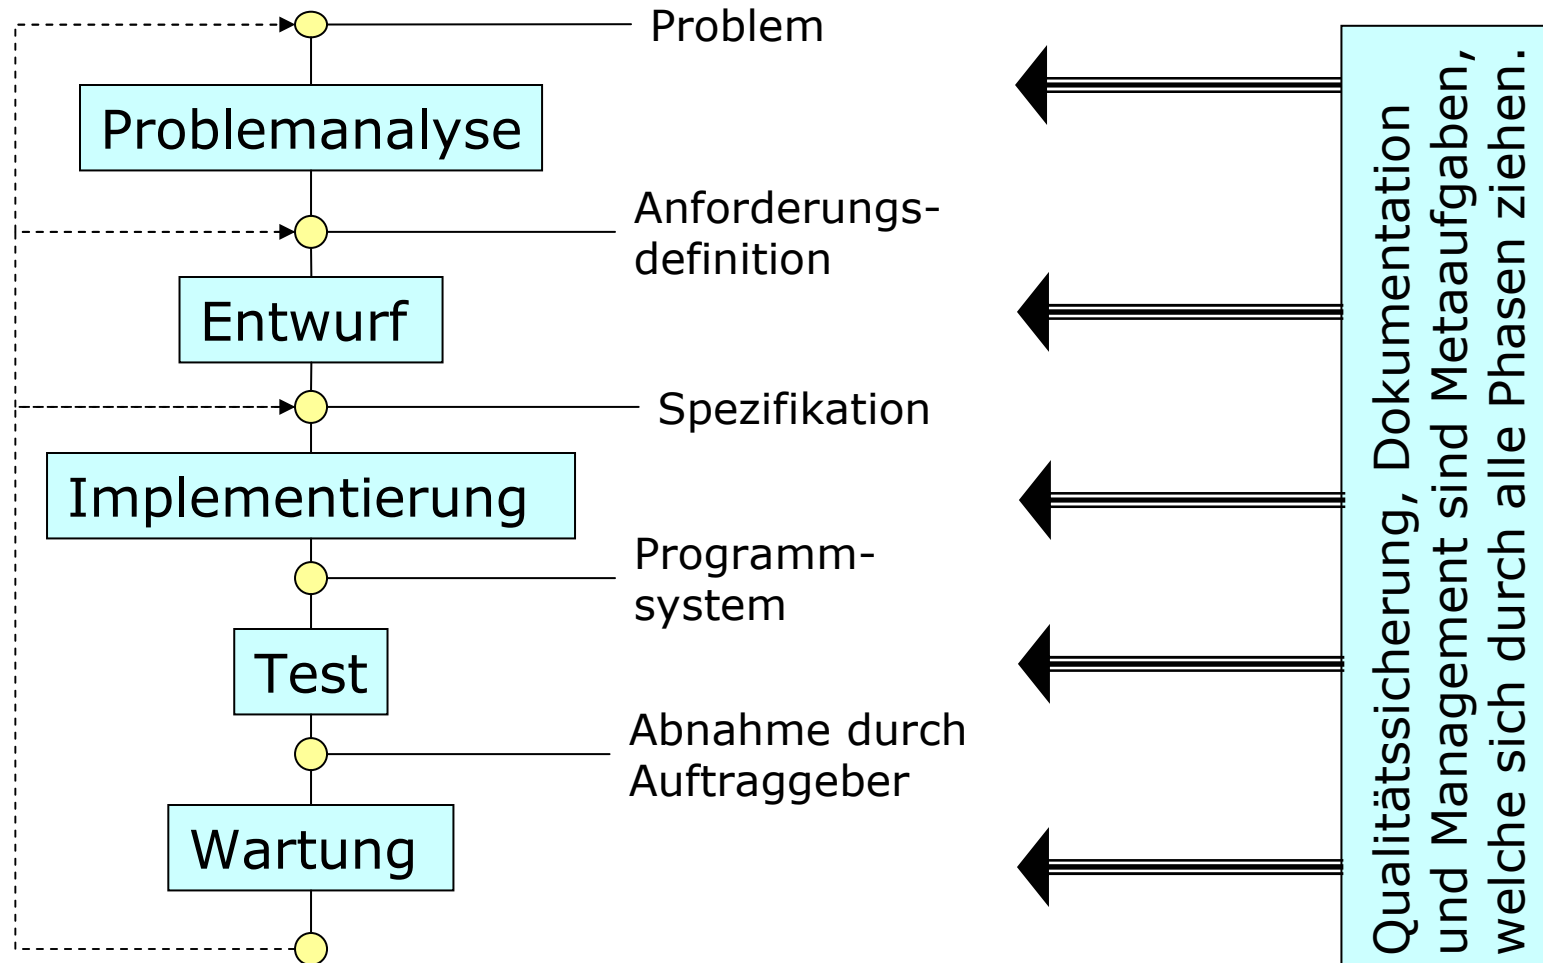 Problem
Problemanalyse
Anforderungs-
definition
Entwurf
Spezifikation
Implementierung
Programm-
system
Test
Abnahme durch
Auftraggeber
Wartung
Qualitätssicherung, Dokumentation
und Management sind Metaaufgaben,
welche sich durch alle Phasen ziehen.